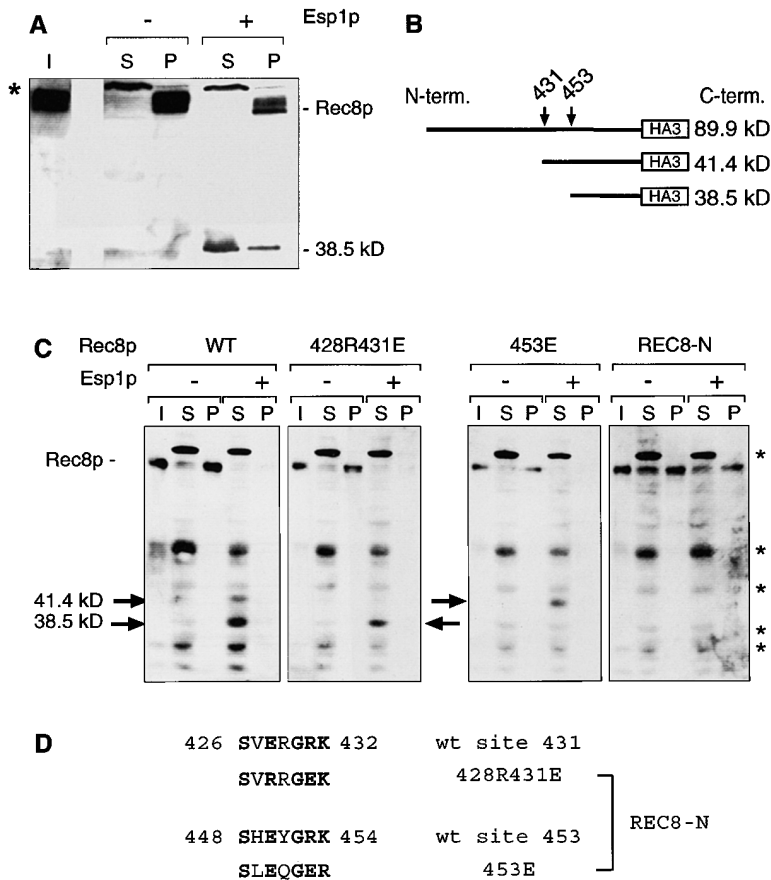 A
- + Esp1p
I S P S P
*
- Rec8p
- 38.5 kD
B
431 453
N-term. C-term.
HA3 89.9 kD
HA3 41.4 kD
HA3 38.5 kD
C
Rec8p WT 428R431E 453E REC8-N
Esp1p - + - + - + - +
I S P S P I S P S P I S P S P I S P S P
Rec8p - *
*
*
41.4 kD
38.5 kD *
*
D
426 SVERGRK 432 wt site 431
SVRRGEK 428R431E
REC8-N
448 SHEYGRK 454 wt site 453
SLEQGER 453E